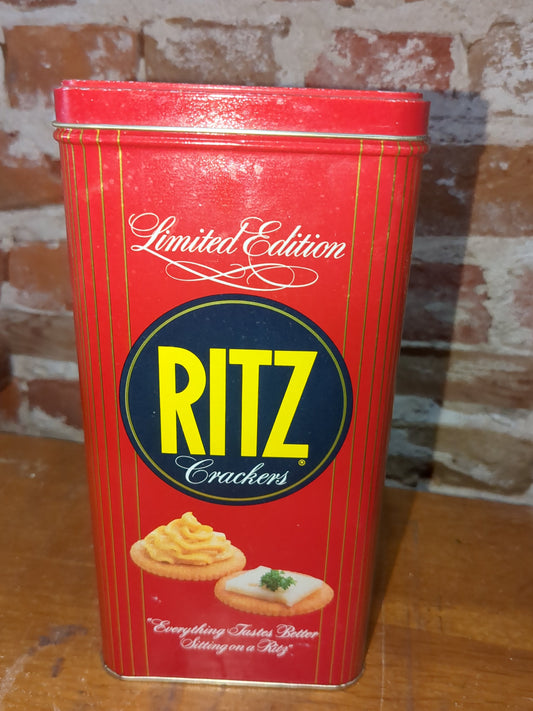 Limited Edition
RITZ®
Crackers
"Everything Tastes Better
Sitting on a Ritz"